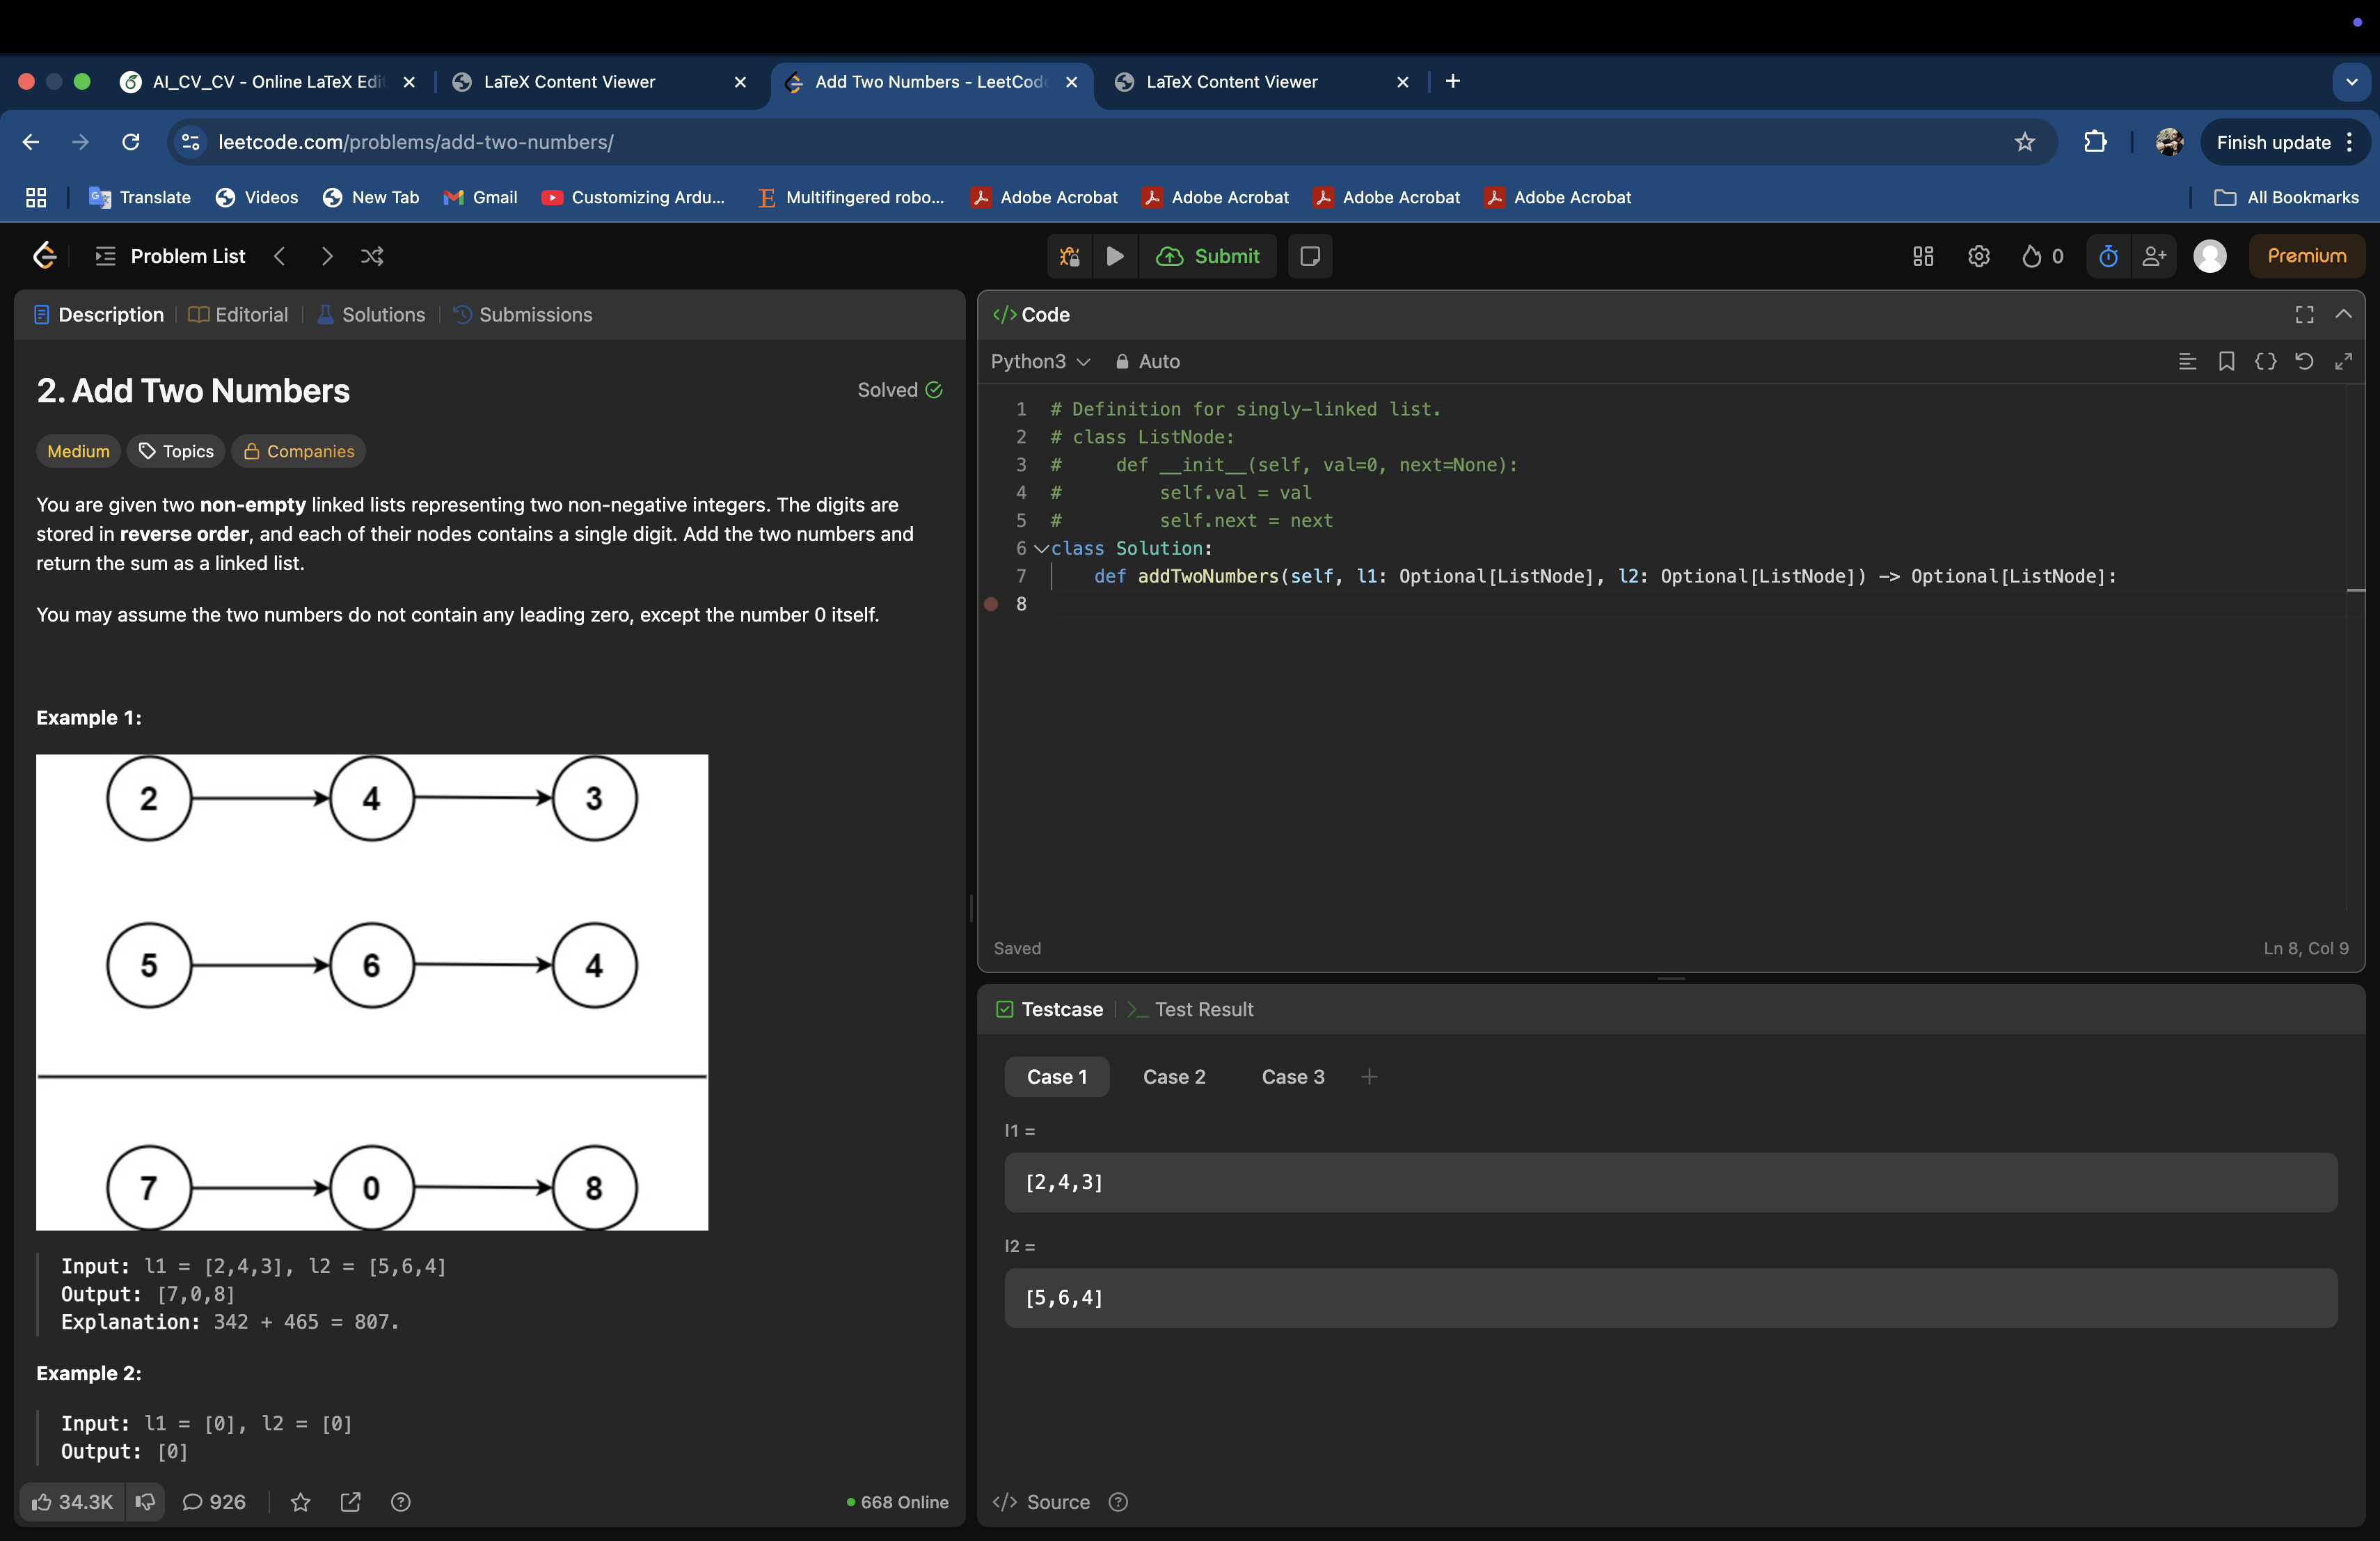 AI_CV_CV - Online LaTeX Edit
LaTeX Content Viewer
Add Two Numbers - LeetCode
LaTeX Content Viewer
leetcode.com/problems/add-two-numbers/
Finish update
Translate
Videos
New Tab
Gmail
Customizing Ardu...
Multifingered robo...
Adobe Acrobat
Adobe Acrobat
Adobe Acrobat
Adobe Acrobat
All Bookmarks
Problem List
Submit
0
Premium
Description
Editorial
Solutions
Submissions
2. Add Two Numbers
Solved
Medium
Topics
Companies
You are given two non-empty linked lists representing two non-negative integers. The digits are
stored in reverse order, and each of their nodes contains a single digit. Add the two numbers and
return the sum as a linked list.
You may assume the two numbers do not contain any leading zero, except the number 0 itself.
Example 1:
2 4 3
5 6 4
7 0 8
Input: l1 = [2,4,3], l2 = [5,6,4]
Output: [7,0,8]
Explanation: 342 + 465 = 807.
Example 2:
Input: l1 = [0], l2 = [0]
Output: [0]
34.3K
926
668 Online
</> Code
Python3
Auto
1 # Definition for singly-linked list.
2 # class ListNode:
3 #     def __init__(self, val=0, next=None):
4 #         self.val = val
5 #         self.next = next
6 class Solution:
7     def addTwoNumbers(self, l1: Optional[ListNode], l2: Optional[ListNode]) -> Optional[ListNode]:
8
Saved
Ln 8, Col 9
Testcase
Test Result
Case 1
Case 2
Case 3
l1 =
[2,4,3]
l2 =
[5,6,4]
</> Source